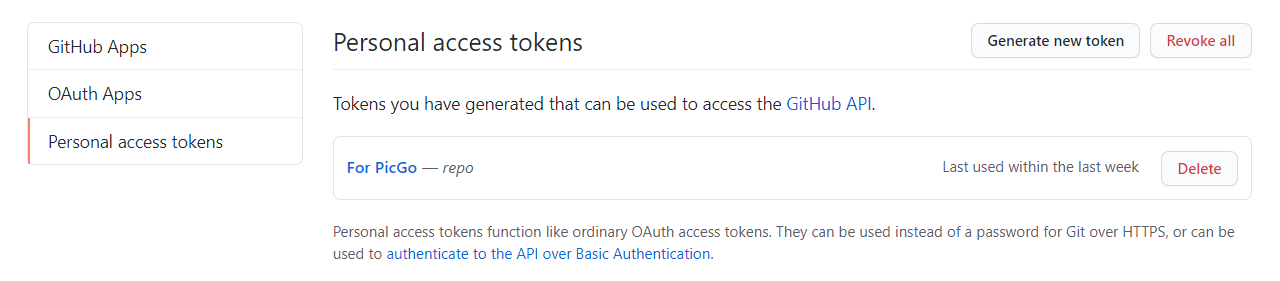 GitHub Apps
OAuth Apps
Personal access tokens
Personal access tokens
Generate new token
Revoke all
Tokens you have generated that can be used to access the GitHub API.
For PicGo — repo
Last used within the last week
Delete
Personal access tokens function like ordinary OAuth access tokens. They can be used instead of a password for Git over HTTPS, or can be
used to authenticate to the API over Basic Authentication.